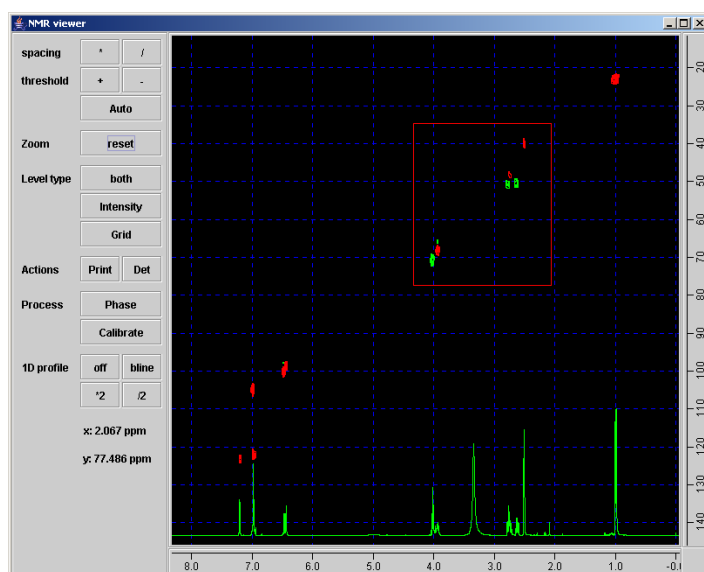 NMR viewer
spacing * /
threshold + -
Auto
Zoom reset
Level type both
Intensity
Grid
Actions Print Det
Process Phase
Calibrate
1D profile off bline
*2 /2
x: 2.067 ppm
y: 77.486 ppm
20
30
40
50
60
70
80
90
100
110
120
130
140
8.0 7.0 6.0 5.0 4.0 3.0 2.0 1.0 -0.0